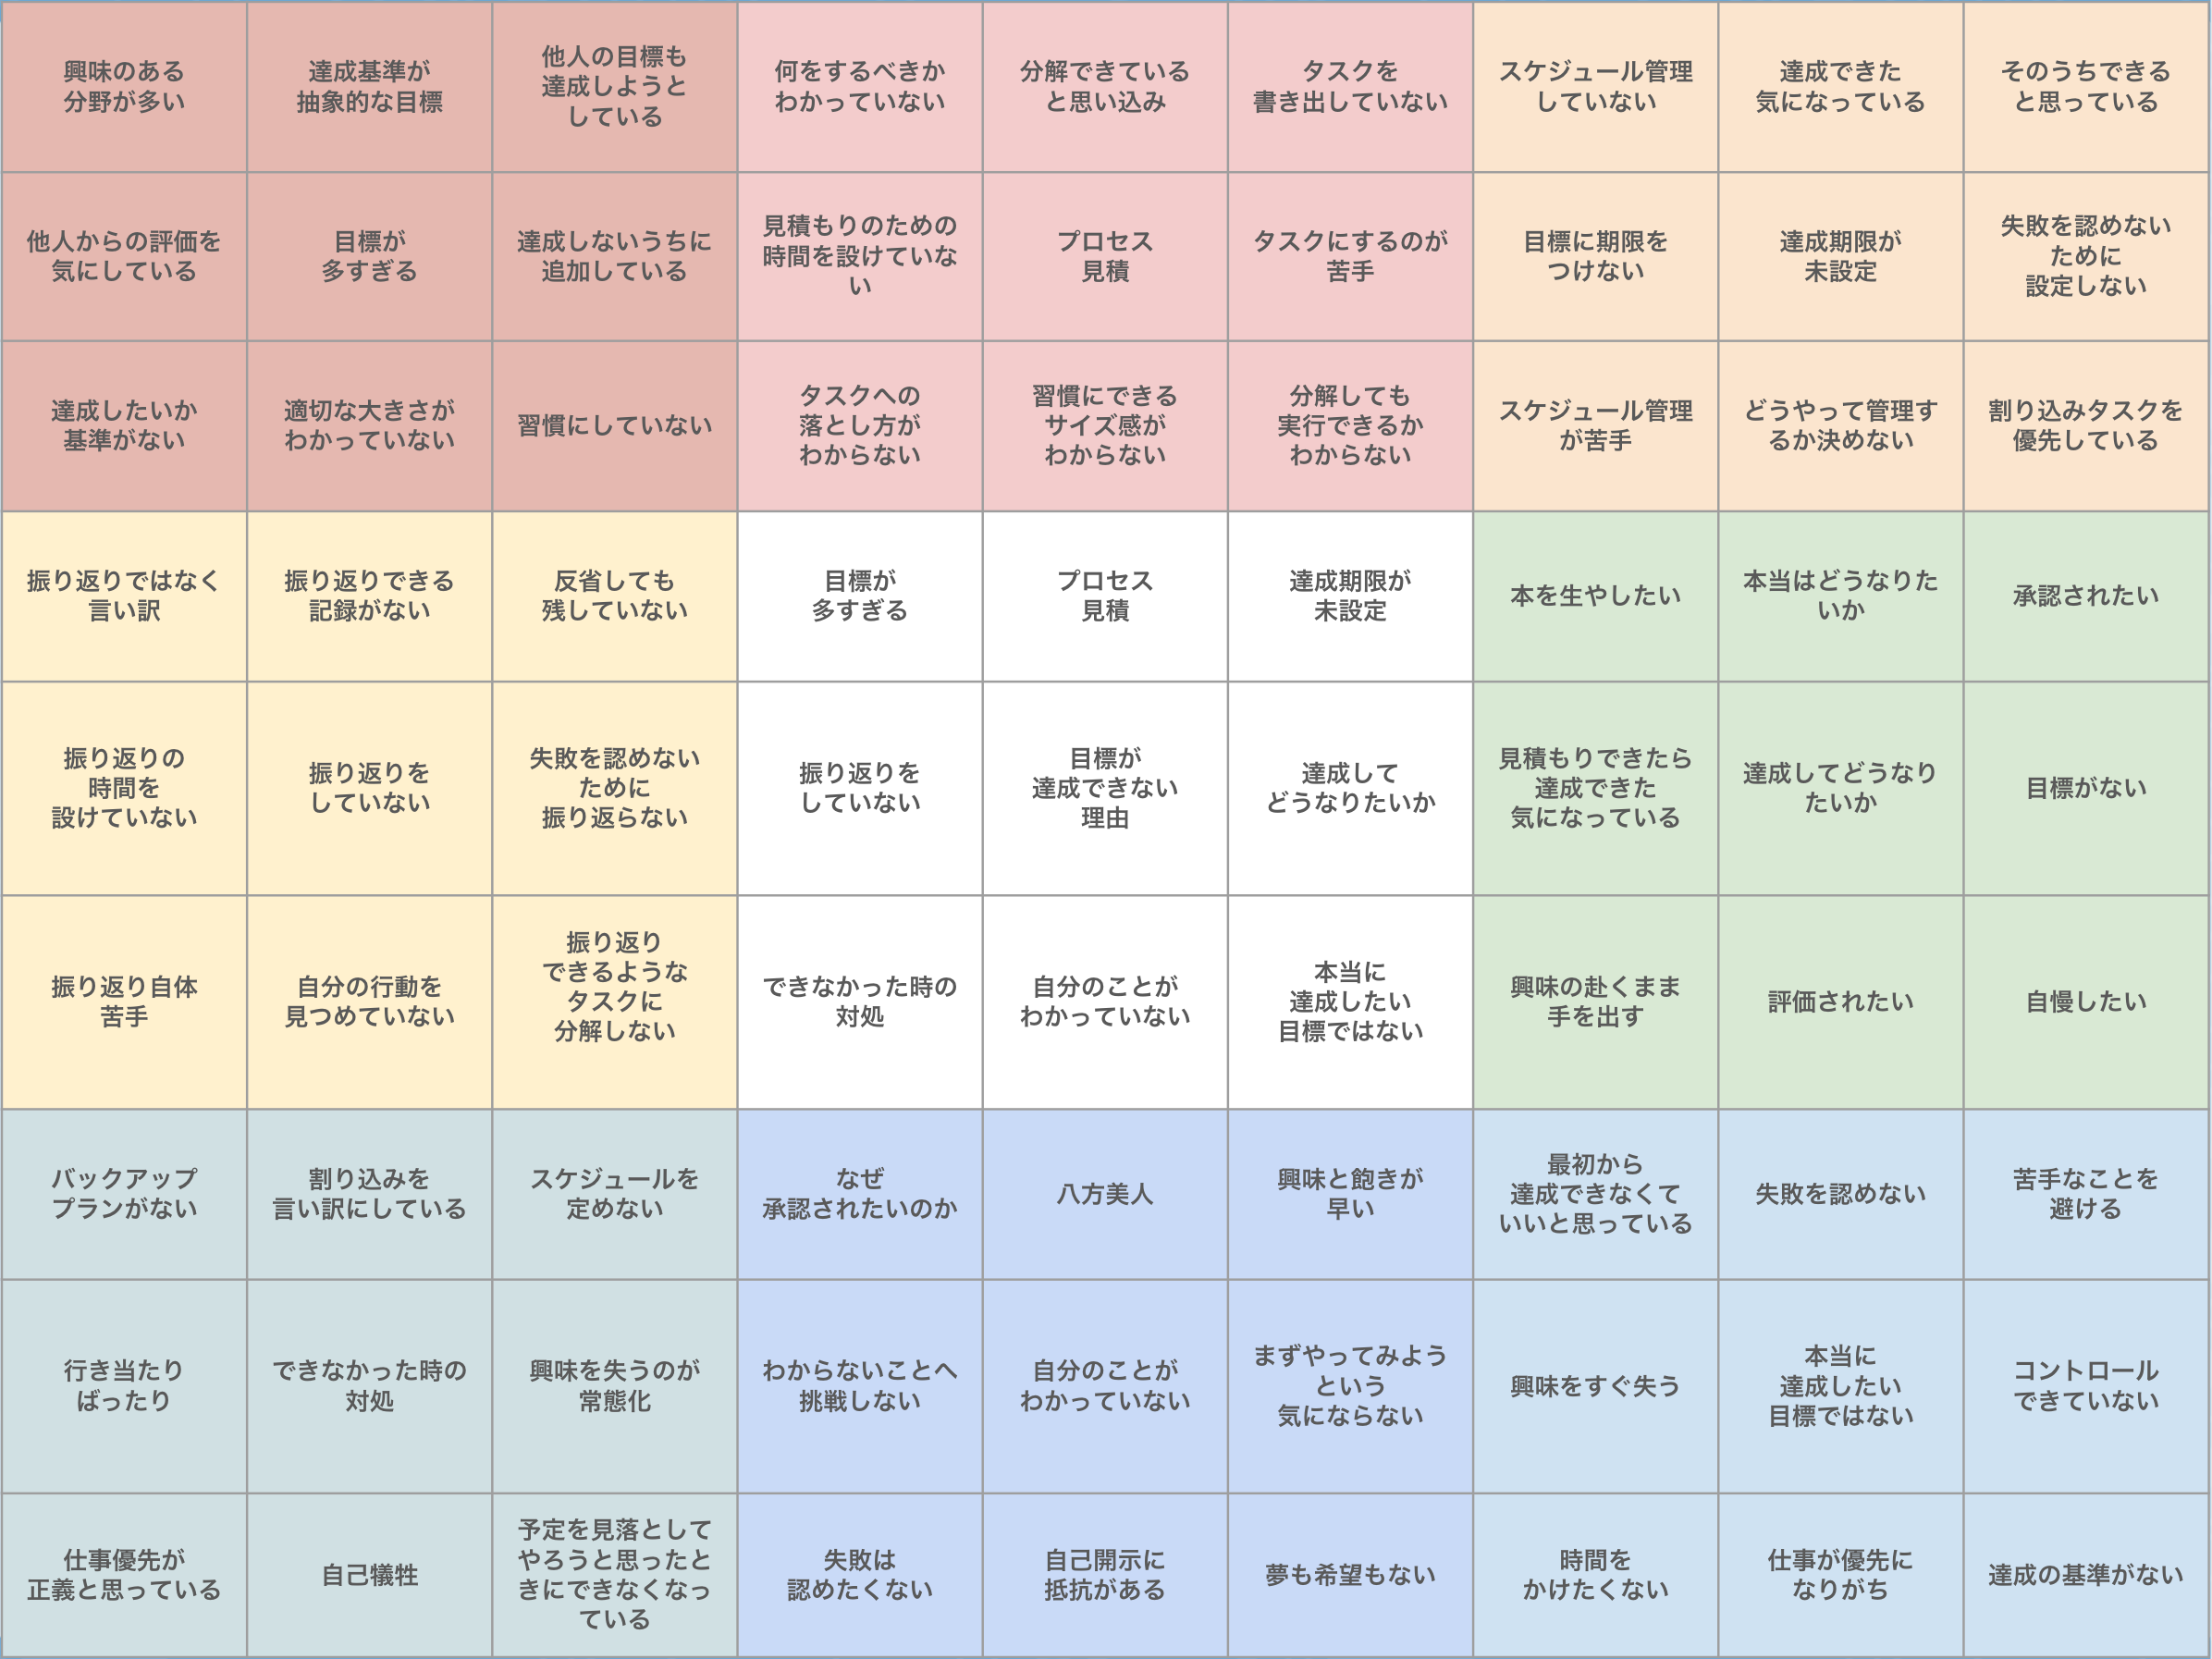 興味のある
分野が多い
達成基準が
抽象的な目標
他人の目標も
達成しようと
している
何をするべきか
わかっていない
分解できている
と思い込み
タスクを
書き出していない
スケジュール管理
していない
達成できた
気になっている
そのうちできる
と思っている
他人からの評価を
気にしている
目標が
多すぎる
達成しないうちに
追加している
見積もりのための
時間を設けていな
い
プロセス
見積
タスクにするのが
苦手
目標に期限を
つけない
達成期限が
未設定
失敗を認めない
ために
設定しない
達成したいか
基準がない
適切な大きさが
わかっていない
習慣にしていない
タスクへの
落とし方が
わからない
習慣にできる
サイズ感が
わからない
分解しても
実行できるか
わからない
スケジュール管理
が苦手
どうやって管理す
るか決めない
割り込みタスクを
優先している
振り返りではなく
言い訳
振り返りできる
記録がない
反省しても
残していない
目標が
多すぎる
プロセス
見積
達成期限が
未設定
本を生やしたい
本当はどうなりた
いか
承認されたい
振り返りの
時間を
設けていない
振り返りを
していない
失敗を認めない
ために
振り返らない
振り返りを
していない
目標が
達成できない
理由
達成して
どうなりたいか
見積もりできたら
達成できた
気になっている
達成してどうなり
たいか
目標がない
振り返り自体
苦手
自分の行動を
見つめていない
振り返り
できるような
タスクに
分解しない
できなかった時の
対処
自分のことが
わかっていない
本当に
達成したい
目標ではない
興味の赴くまま
手を出す
評価されたい
自慢したい
バックアップ
プランがない
割り込みを
言い訳にしている
スケジュールを
定めない
なぜ
承認されたいのか
八方美人
興味と飽きが
早い
最初から
達成できなくて
いいと思っている
失敗を認めない
苦手なことを
避ける
行き当たり
ばったり
できなかった時の
対処
興味を失うのが
常態化
わからないことへ
挑戦しない
自分のことが
わかっていない
まずやってみよう
という
気にならない
興味をすぐ失う
本当に
達成したい
目標ではない
コントロール
できていない
仕事優先が
正義と思っている
自己犠牲
予定を見落として
やろうと思ったと
きにできなくなっ
ている
失敗は
認めたくない
自己開示に
抵抗がある
夢も希望もない
時間を
かけたくない
仕事が優先に
なりがち
達成の基準がない